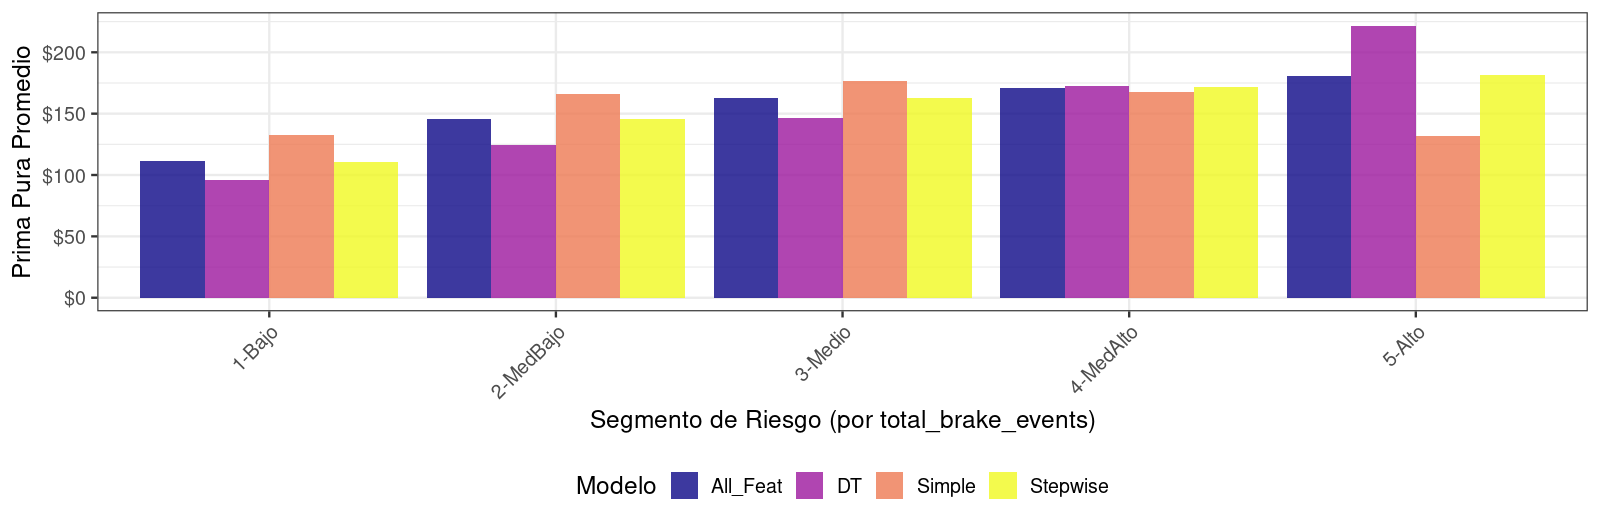 Prima Pura Promedio
$200
$150
$100
$50
$0
1-Bajo
2-MedBajo
3-Medio
4-MedAlto
5-Alto
Segmento de Riesgo (por total_brake_events)
Modelo All_Feat DT Simple Stepwise